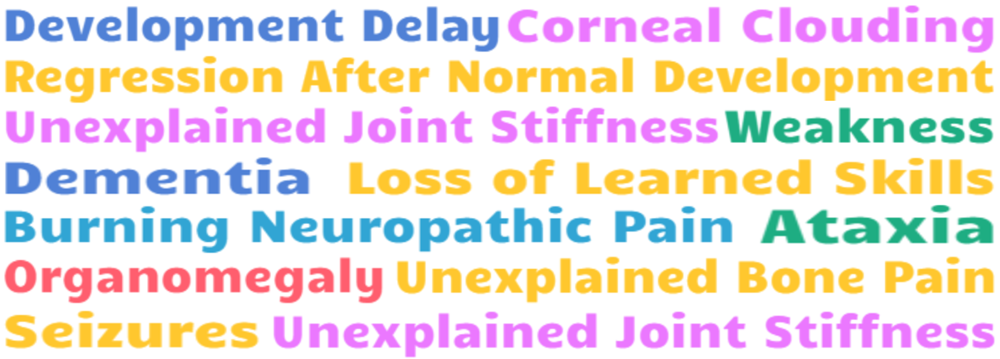 Development Delay Corneal Clouding
Regression After Normal Development
Unexplained Joint Stiffness Weakness
Dementia Loss of Learned Skills
Burning Neuropathic Pain Ataxia
Organomegaly Unexplained Bone Pain
Seizures Unexplained Joint Stiffness